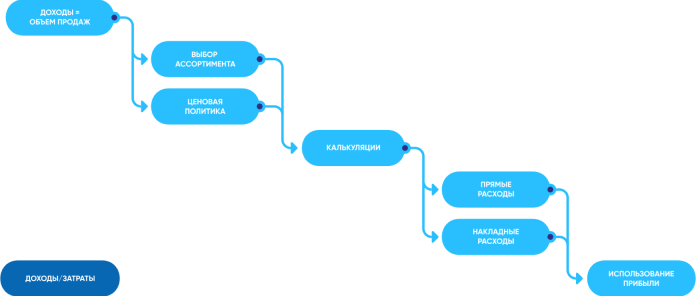 ДОХОДЫ =
ОБЪЕМ ПРОДАЖ
ВЫБОР
АССОРТИМЕНТА
ЦЕНОВАЯ
ПОЛИТИКА
КАЛЬКУЛЯЦИИ
ПРЯМЫЕ
РАСХОДЫ
НАКЛАДНЫЕ
РАСХОДЫ
ИСПОЛЬЗОВАНИЕ
ПРИБЫЛИ
ДОХОДЫ/ЗАТРАТЫ